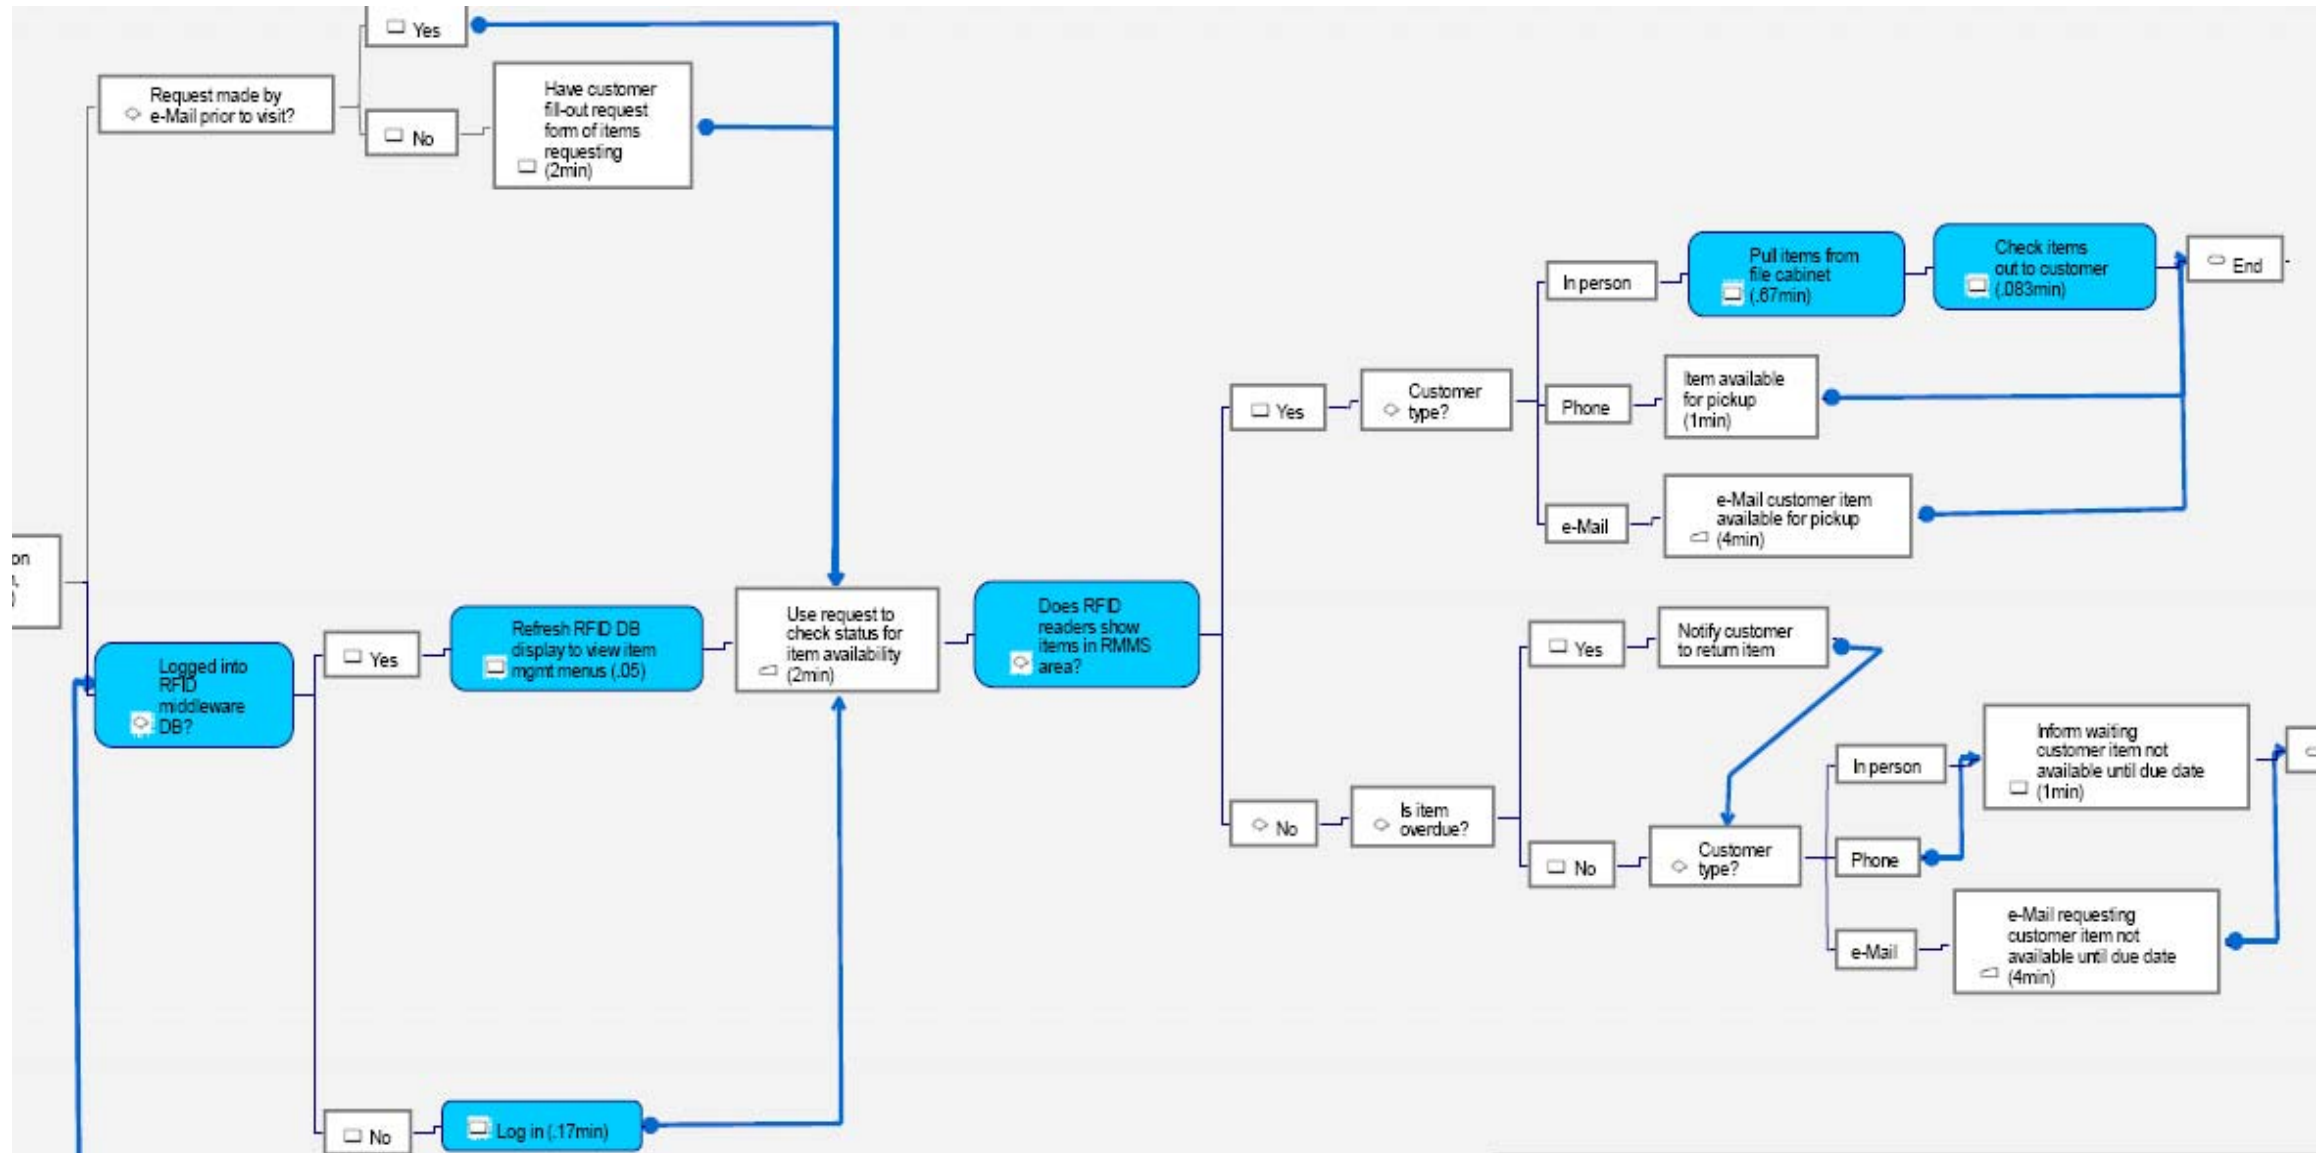 Yes
Request made by
e-Mail prior to visit?
No
Have customer
fill-out request
form of items
requesting
(2min)
on
Logged into
RFID
middleware
DB?
Yes
Refresh RFID DB
display to view item
mgmt menus (.05)
No
Log in (.17min)
Use request to
check status for
item availability
(2min)
Does RFID
readers show
items in RMMS
area?
Yes
Customer
type?
In person
Pull items from
file cabinet
(.67min)
Check items
out to customer
(.083min)
End
Phone
Item available
for pickup
(1min)
e-Mail
e-Mail customer item
available for pickup
(4min)
No
Is item
overdue?
Yes
Notify customer
to return item
No
Customer
type?
In person
Inform waiting
customer item not
available until due date
(1min)
Phone
e-Mail
e-Mail requesting
customer item not
available until due date
(4min)